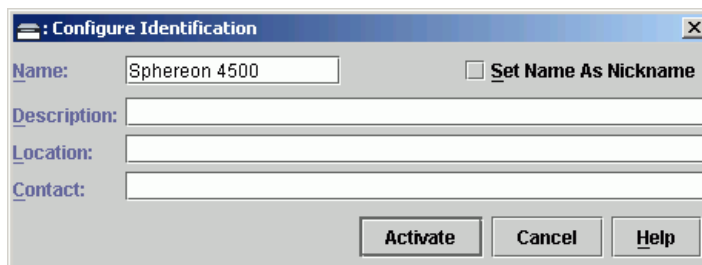 : Configure Identification
Name: Sphereon 4500 Set Name As Nickname
Description:
Location:
Contact:
Activate Cancel Help